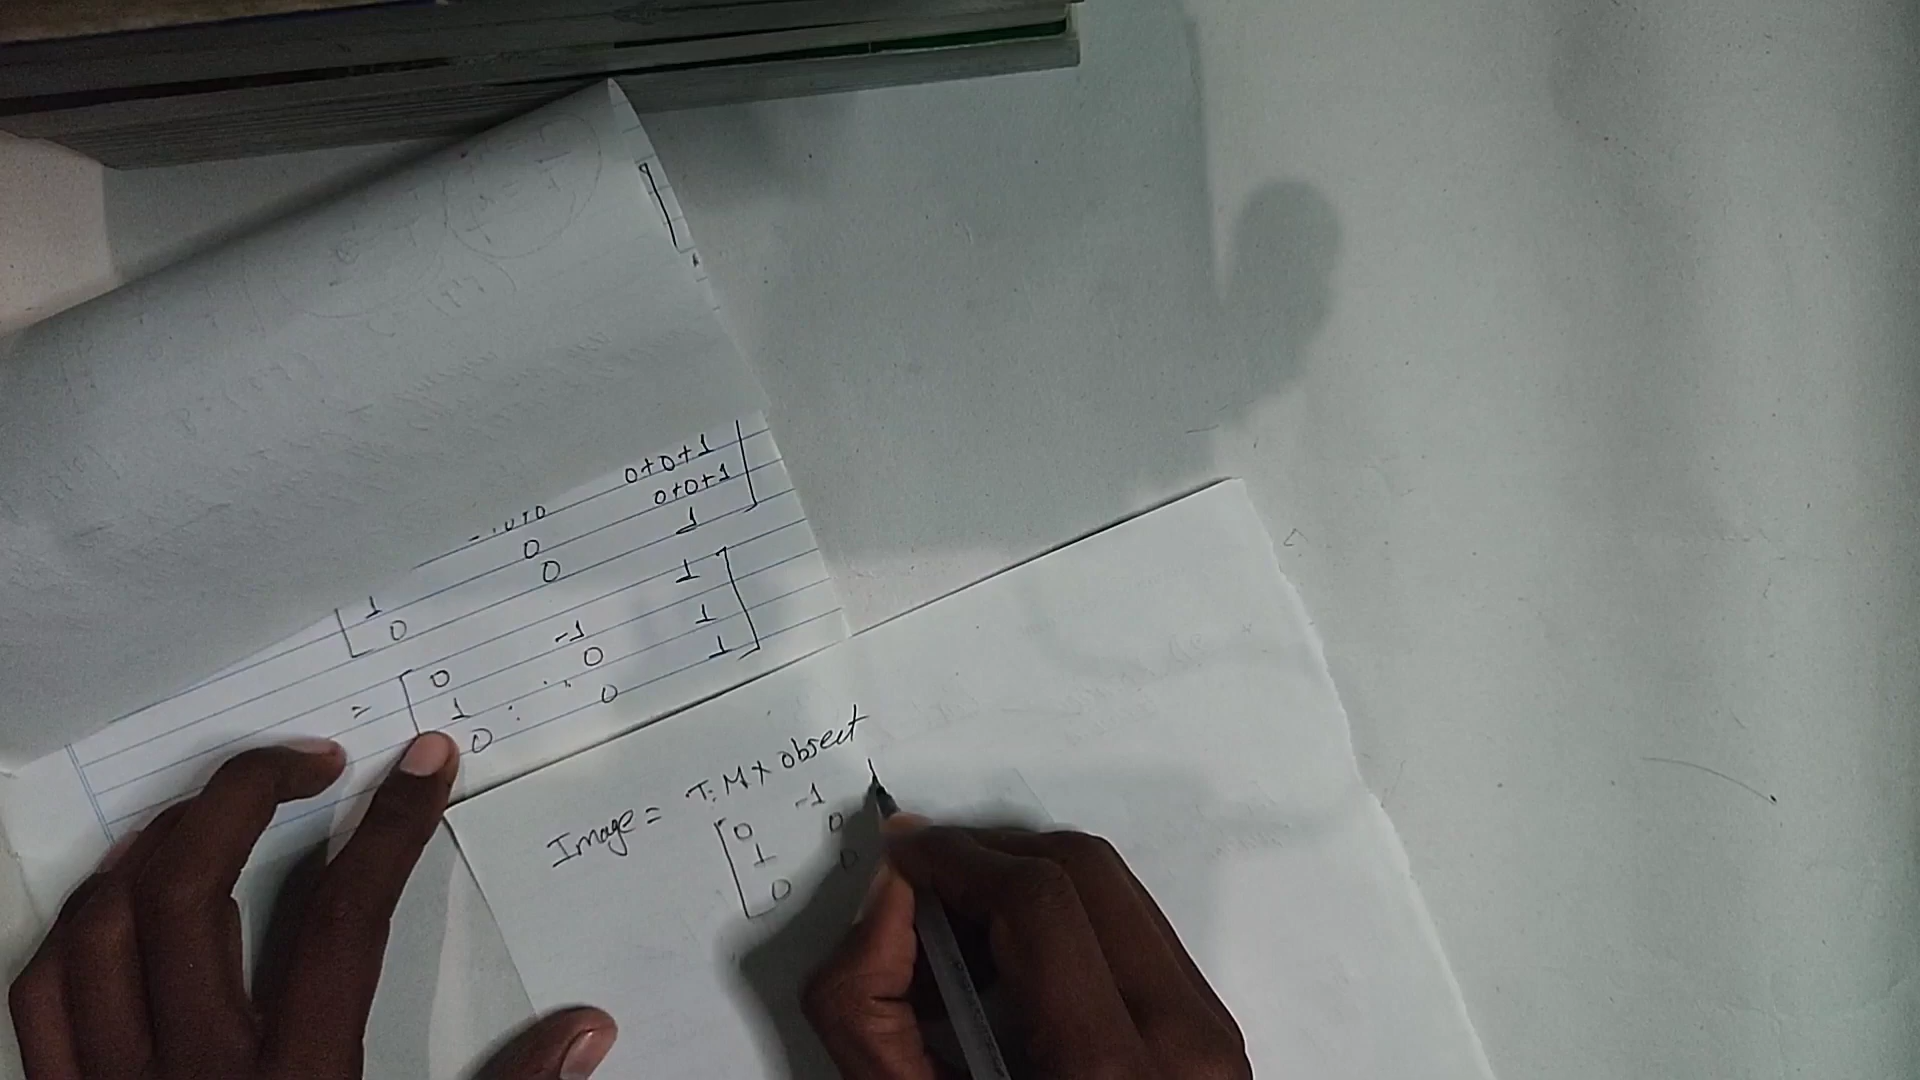 0+0+1
0 0+0+1
1 0 1
0
= 0 -1 1
1 0 1
0 0 1
Image = T.M x object
0 -1
1 0
0 0